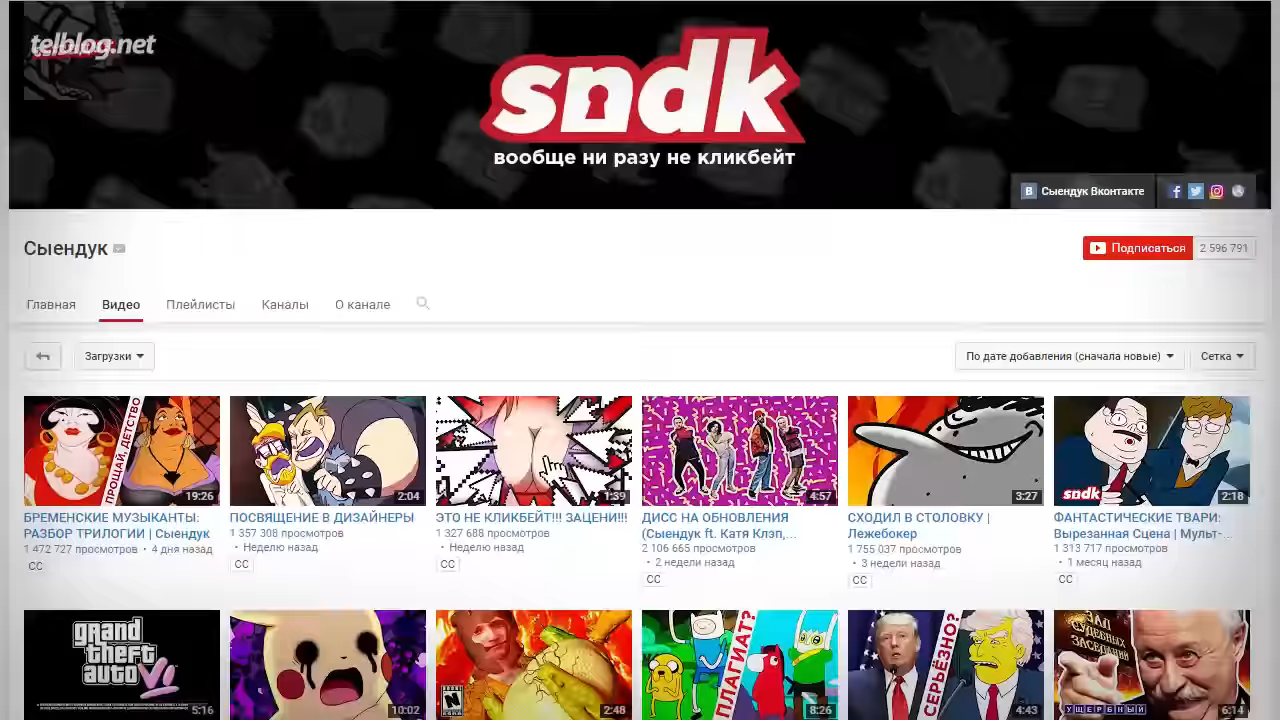 telblog.net
sndk
вообще ни разу не кликбейт
Сыендук Вконтакте
Сыендук
Подписаться 2 596 791
Главная Видео Плейлисты Каналы О канале
Загрузки
По дате добавления (сначала новые) Сетка
ПРОЩАЙ, ДЕТСТВО
sndk
19:26 2:04 1:39 4:57 3:27 2:18
БРЕМЕНСКИЕ МУЗЫКАНТЫ:
РАЗБОР ТРИЛОГИИ | Сыендук
1 472 727 просмотров • 4 дня назад
CC
ПОСВЯЩЕНИЕ В ДИЗАЙНЕРЫ
1 357 308 просмотров
• Неделю назад
CC
ЭТО НЕ КЛИКБЕЙТ!!! ЗАЦЕНИ!!!
1 327 688 просмотров
• Неделю назад
CC
ДИСС НА ОБНОВЛЕНИЯ
(Сыендук ft. Катя Клэп,...
2 106 665 просмотров
• 2 недели назад
CC
СХОДИЛ В СТОЛОВКУ |
Лежебокер
1 755 037 просмотров
• 3 недели назад
CC
ФАНТАСТИЧЕСКИЕ ТВАРИ:
Вырезанная Сцена | Мульт-...
1 313 717 просмотров
• 1 месяц назад
CC
grand
theft
auto
VI
5:16
10:02
2:48
ПЛАГИАТ?
8:26
СЕРЬЁЗНО?
4:43
ЗАЛ
СУДЕБНЫХ
ЗАСЕДАНИЙ
УЩЕРБНЫЙ
6:14